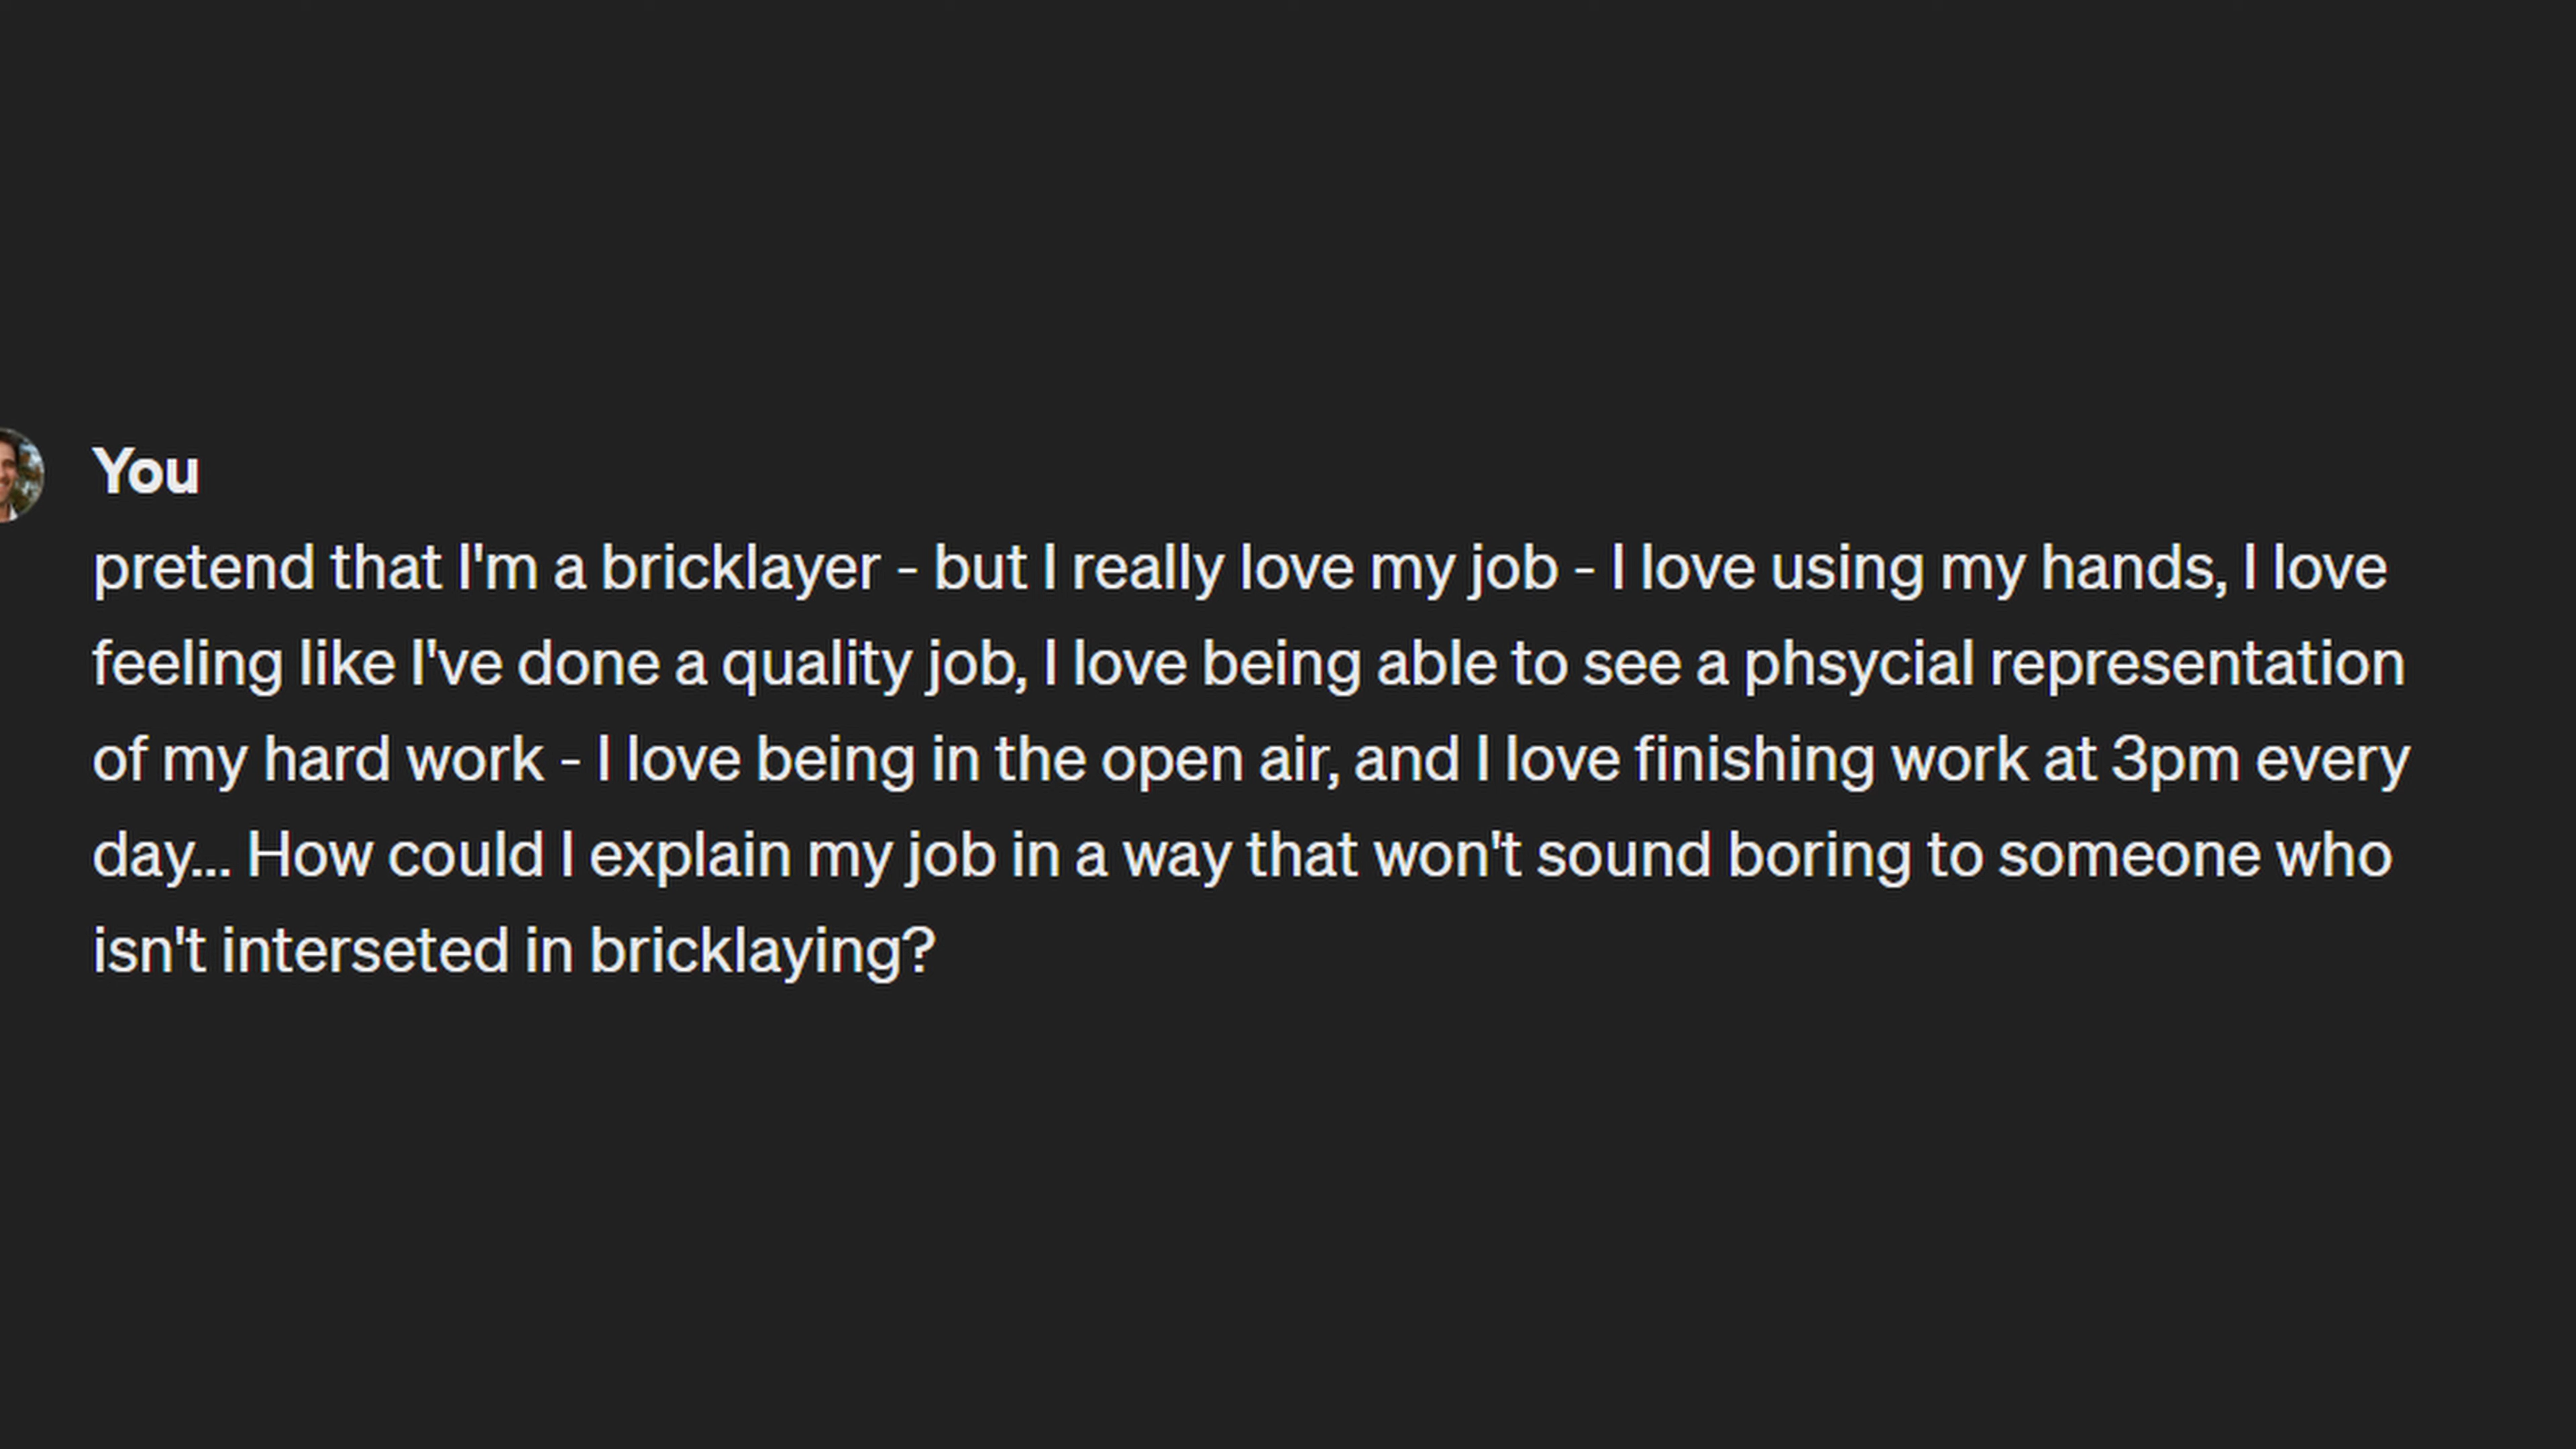 You
pretend that I'm a bricklayer - but I really love my job - I love using my hands, I love
feeling like I've done a quality job, I love being able to see a phsycial representation
of my hard work - I love being in the open air, and I love finishing work at 3pm every
day... How could I explain my job in a way that won't sound boring to someone who
isn't interseted in bricklaying?